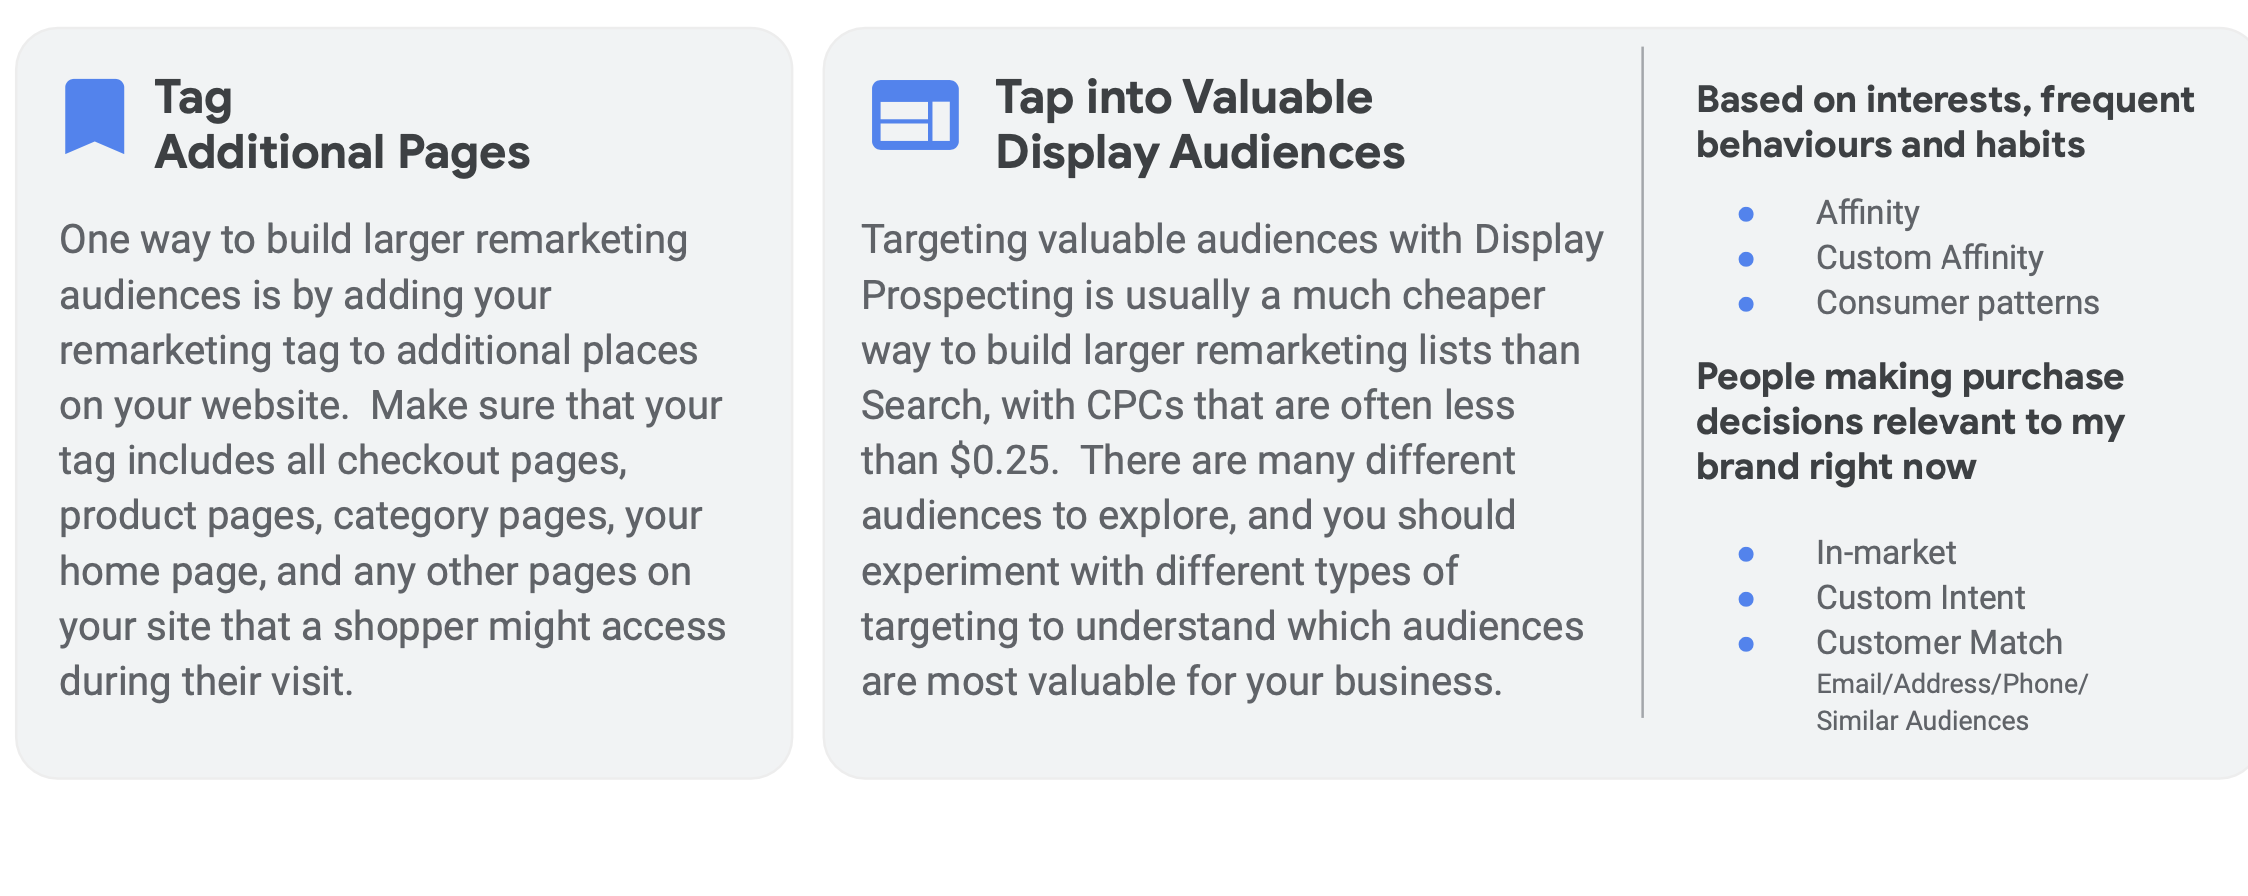 Tag
Additional Pages
One way to build larger remarketing
audiences is by adding your
remarketing tag to additional places
on your website.  Make sure that your
tag includes all checkout pages,
product pages, category pages, your
home page, and any other pages on
your site that a shopper might access
during their visit.
Tap into Valuable
Display Audiences
Targeting valuable audiences with Display
Prospecting is usually a much cheaper
way to build larger remarketing lists than
Search, with CPCs that are often less
than $0.25.  There are many different
audiences to explore, and you should
experiment with different types of
targeting to understand which audiences
are most valuable for your business.
Based on interests, frequent
behaviours and habits
● Affinity
● Custom Affinity
● Consumer patterns
People making purchase
decisions relevant to my
brand right now
● In-market
● Custom Intent
● Customer Match
Email/Address/Phone/
Similar Audiences